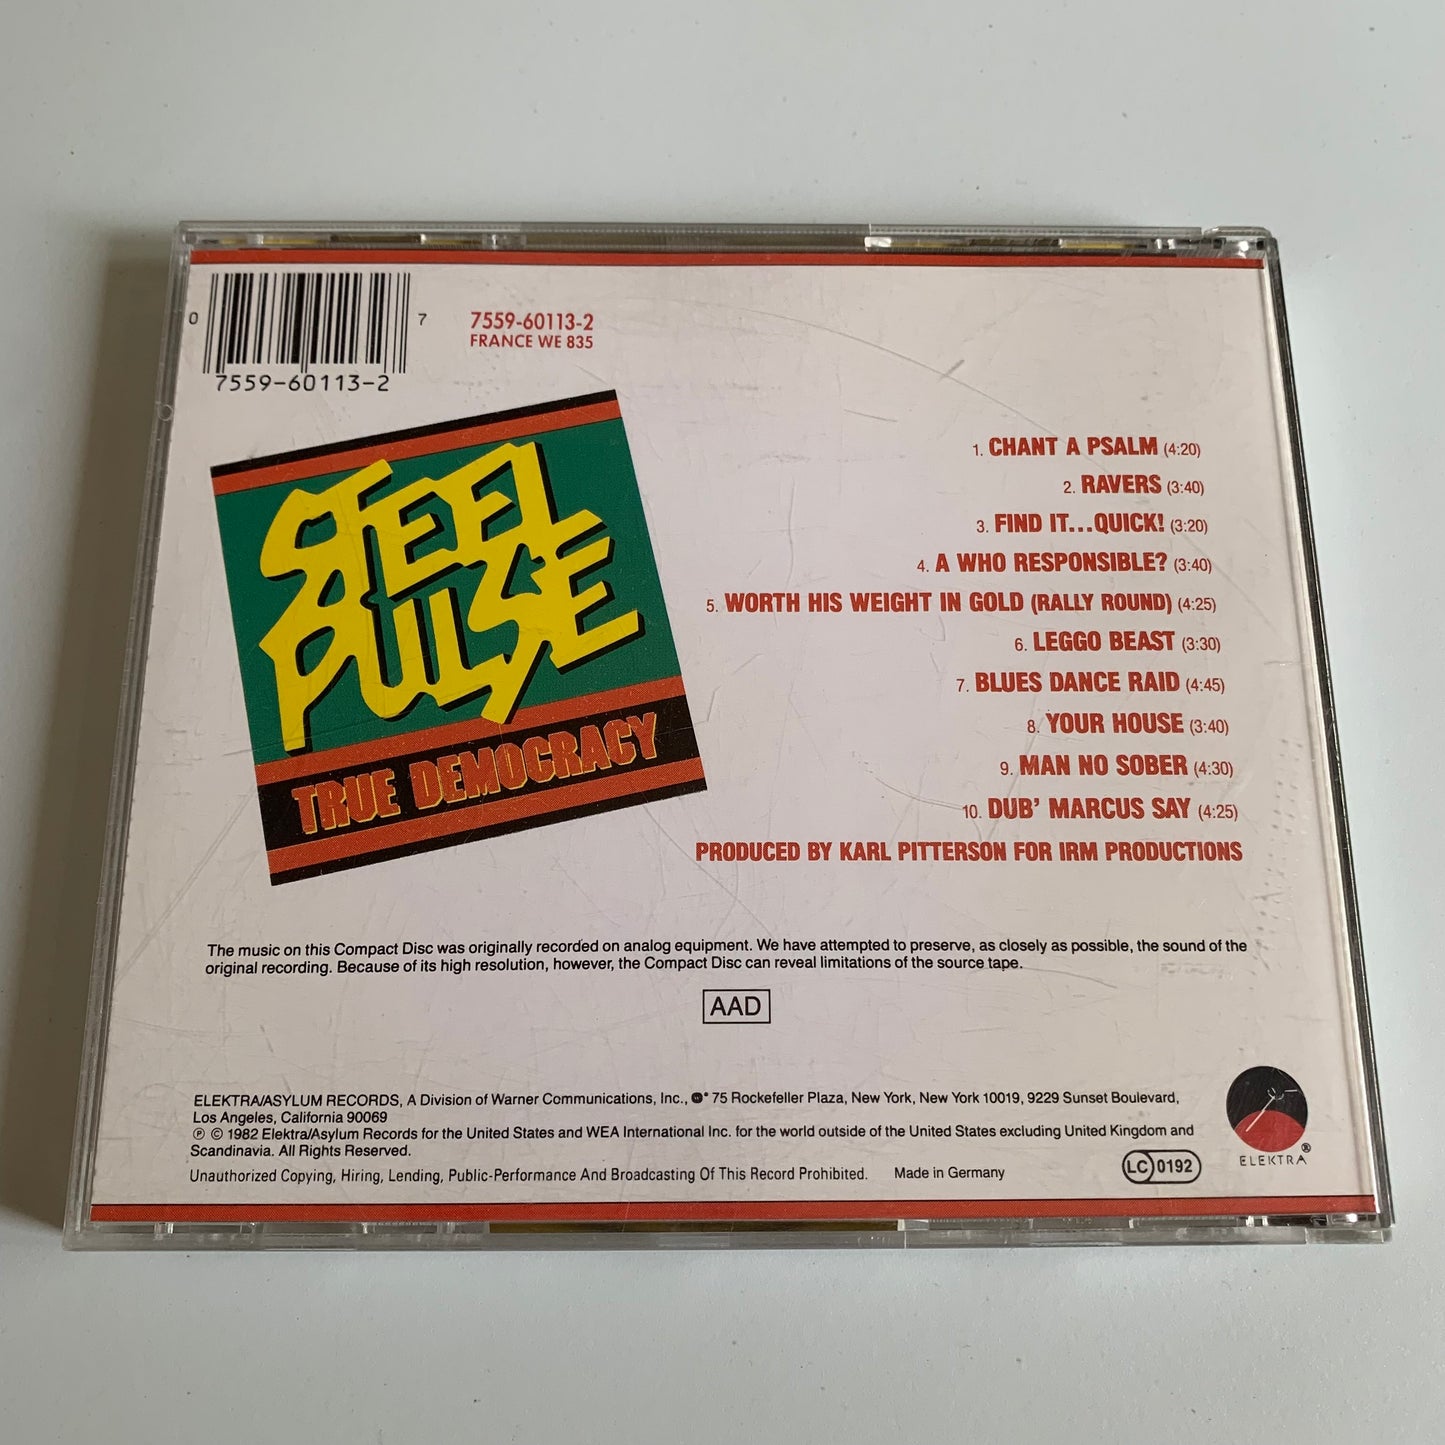 0 7
7559-60113-2
7559-60113-2
FRANCE WE 835
STEEL
PULSE
TRUE DEMOCRACY
1. CHANT A PSALM (4:20)
2. RAVERS (3:40)
3. FIND IT...QUICK! (3:20)
4. A WHO RESPONSIBLE? (3:40)
5. WORTH HIS WEIGHT IN GOLD (RALLY ROUND) (4:25)
6. LEGGO BEAST (3:30)
7. BLUES DANCE RAID (4:45)
8. YOUR HOUSE (3:40)
9. MAN NO SOBER (4:30)
10. DUB' MARCUS SAY (4:25)
PRODUCED BY KARL PITTERSON FOR IRM PRODUCTIONS
The music on this Compact Disc was originally recorded on analog equipment. We have attempted to preserve, as closely as possible, the sound of the
original recording. Because of its high resolution, however, the Compact Disc can reveal limitations of the source tape.
AAD
ELEKTRA/ASYLUM RECORDS, A Division of Warner Communications, Inc., 75 Rockefeller Plaza, New York, New York 10019, 9229 Sunset Boulevard,
Los Angeles, California 90069
℗ © 1982 Elektra/Asylum Records for the United States and WEA International Inc. for the world outside of the United States excluding United Kingdom and
Scandinavia. All Rights Reserved.
Unauthorized Copying, Hiring, Lending, Public-Performance And Broadcasting Of This Record Prohibited. Made in Germany
LC 0192
ELEKTRA®